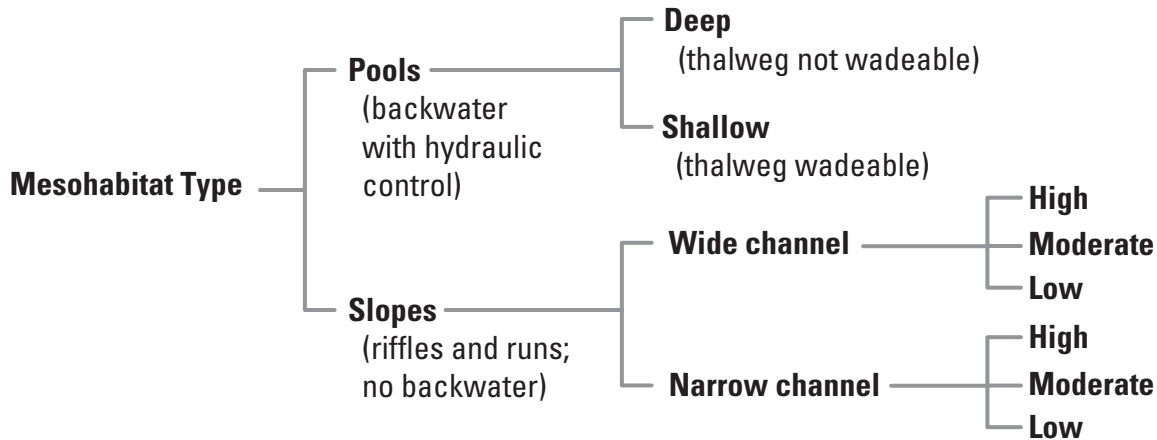 Mesohabitat Type
Pools
(backwater
with hydraulic
control)
Deep
(thalweg not wadeable)
Shallow
(thalweg wadeable)
Slopes
(riffles and runs;
no backwater)
Wide channel
High
Moderate
Low
Narrow channel
High
Moderate
Low